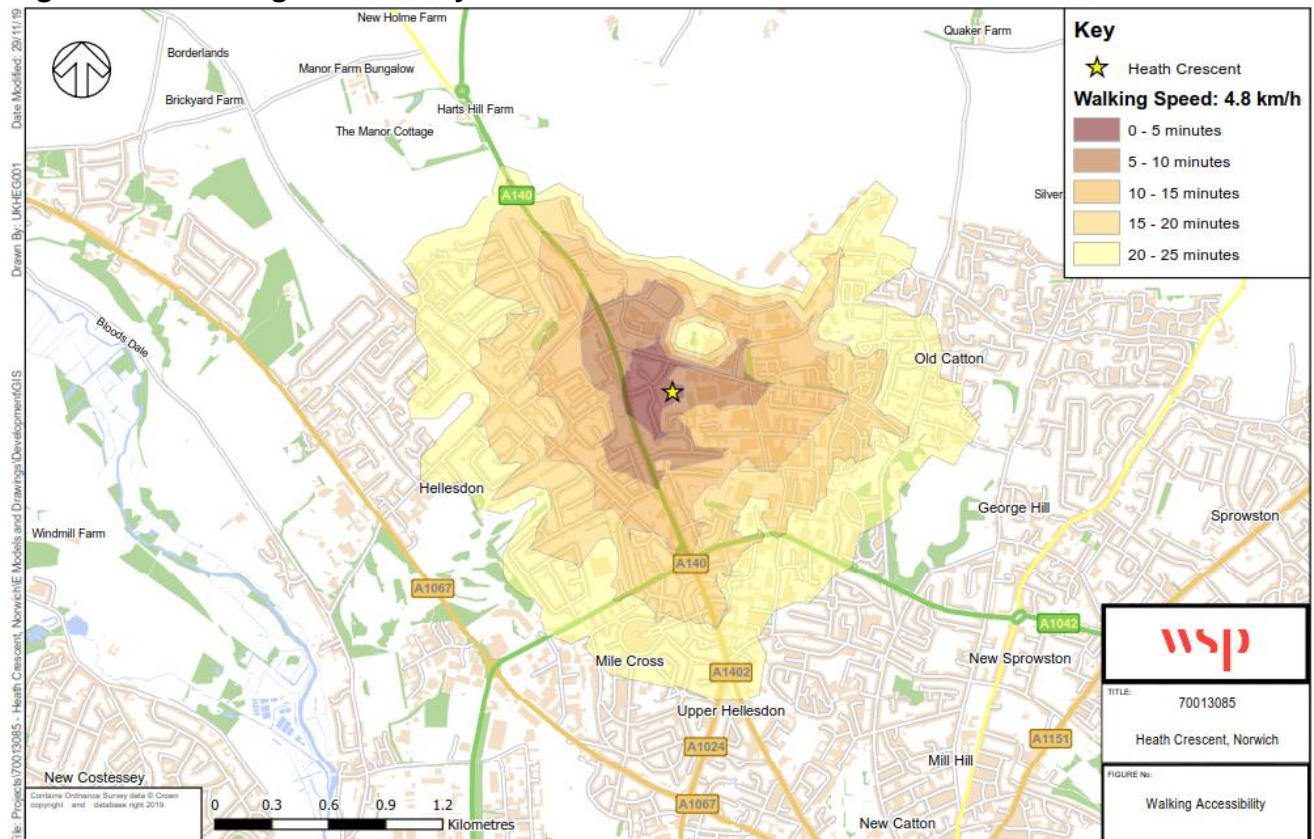 New Holme Farm
Quaker Farm
Borderlands
Manor Farm Bungalow
Brickyard Farm
Harts Hill Farm
The Manor Cottage
A140
Silver
Bloods Dale
Old Catton
Hellesdon
George Hill
Sprowston
Windmill Farm
A140
A1067
A1042
Mile Cross
New Sprowston
A1402
Upper Hellesdon
A1024
A1151
Mill Hill
New Costessey
A1067
New Catton
Key
Heath Crescent
Walking Speed: 4.8 km/h
0 - 5 minutes
5 - 10 minutes
10 - 15 minutes
15 - 20 minutes
20 - 25 minutes
wsp
TITLE:
70013085
Heath Crescent, Norwich
FIGURE No:
Walking Accessibility
Contains Ordnance Survey data © Crown
copyright and database right 2019.
0 0.3 0.6 0.9 1.2
Kilometres
Date Modified: 29/11/19
Drawn By: UKHEG001
File: Projects\70013085 - Heath Crescent, Norwich\E Models and Drawings\Development\GIS